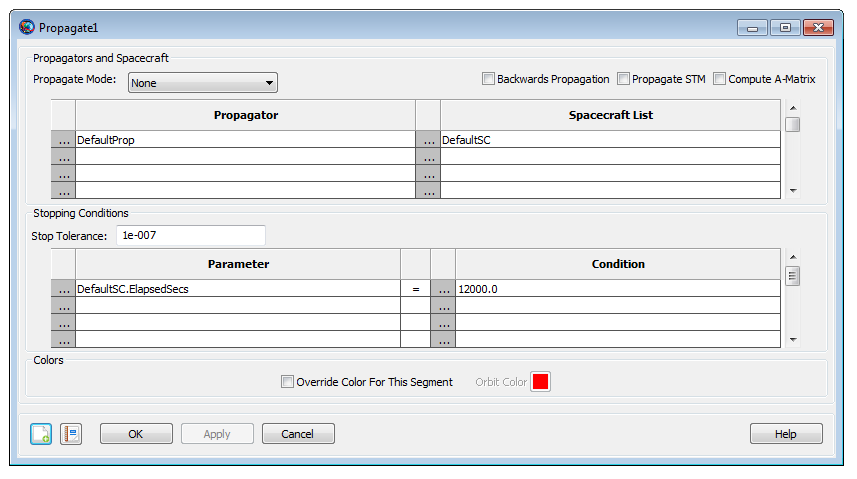 Propagate1
Propagators and Spacecraft
Propagate Mode: None Backwards Propagation Propagate STM Compute A-Matrix
Propagator Spacecraft List
... DefaultProp ... DefaultSC
... ...
... ...
... ...
Stopping Conditions
Stop Tolerance: 1e-007
Parameter Condition
... DefaultSC.ElapsedSecs = ... 12000.0
... ...
... ...
... ...
Colors
Override Color For This Segment Orbit Color
OK Apply Cancel Help